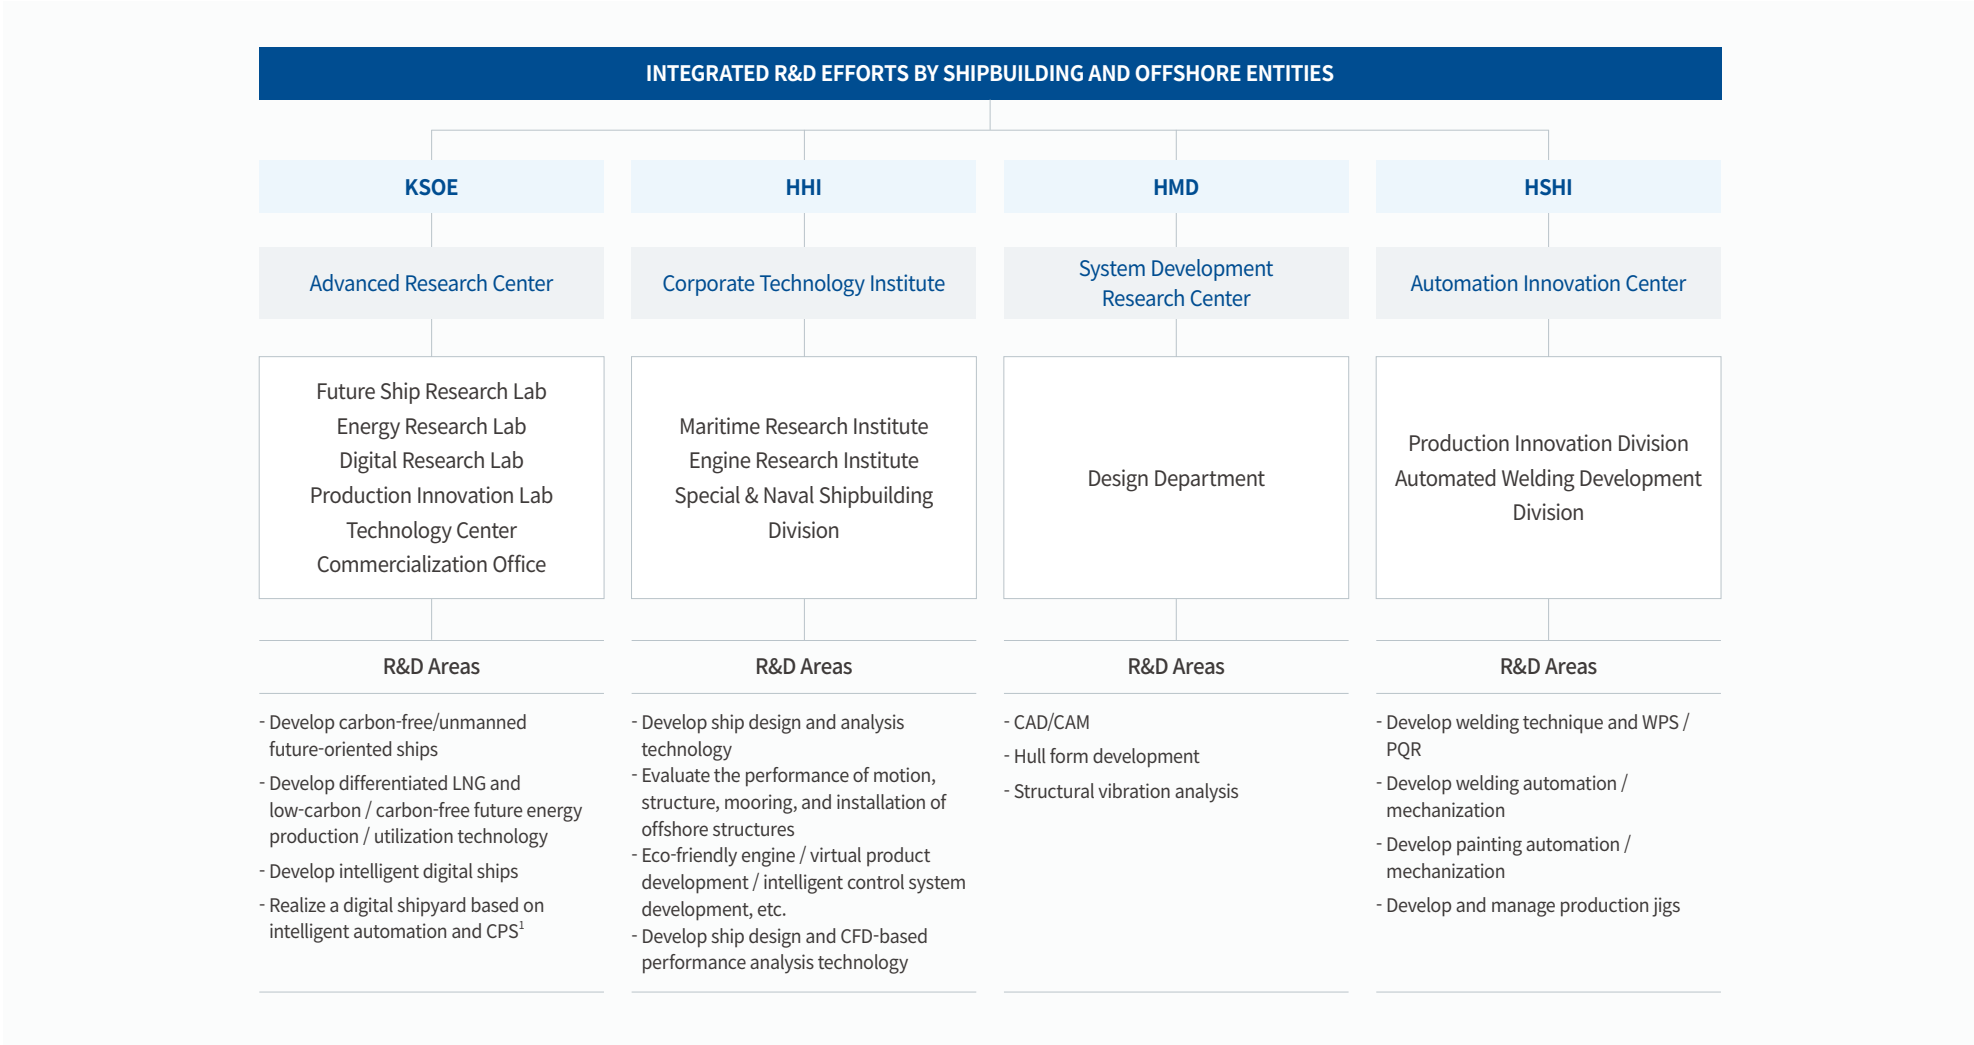 INTEGRATED R&D EFFORTS BY SHIPBUILDING AND OFFSHORE ENTITIES
KSOE
Advanced Research Center
Future Ship Research Lab
Energy Research Lab
Digital Research Lab
Production Innovation Lab
Technology Center
Commercialization Office
R&D Areas
- Develop carbon-free/unmanned
future-oriented ships
- Develop differentiated LNG and
low-carbon / carbon-free future energy
production / utilization technology
- Develop intelligent digital ships
- Realize a digital shipyard based on
intelligent automation and CPS¹
HHI
Corporate Technology Institute
Maritime Research Institute
Engine Research Institute
Special & Naval Shipbuilding
Division
R&D Areas
- Develop ship design and analysis
technology
- Evaluate the performance of motion,
structure, mooring, and installation of
offshore structures
- Eco-friendly engine / virtual product
development / intelligent control system
development, etc.
- Develop ship design and CFD-based
performance analysis technology
HMD
System Development
Research Center
Design Department
R&D Areas
- CAD/CAM
- Hull form development
- Structural vibration analysis
HSHI
Automation Innovation Center
Production Innovation Division
Automated Welding Development
Division
R&D Areas
- Develop welding technique and WPS /
PQR
- Develop welding automation /
mechanization
- Develop painting automation /
mechanization
- Develop and manage production jigs